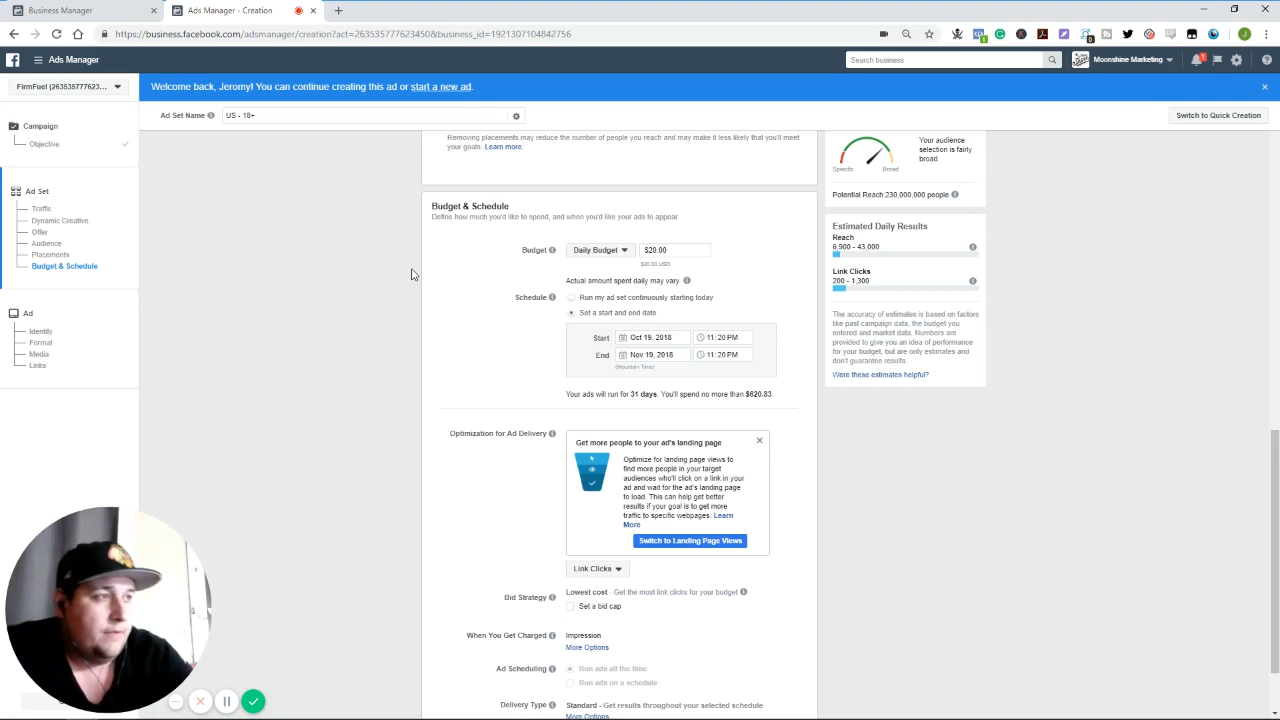 Business Manager
Ads Manager - Creation
https://business.facebook.com/adsmanager/creation?act=263535777623450&business_id=1921307104842756
Ads Manager
Search business
Moonshine Marketing
FirmFuel (263535777623...
Welcome back, Jeromy! You can continue creating this ad or start a new ad.
Ad Set Name
US - 18+
Switch to Quick Creation
Campaign
Objective
Ad Set
Traffic
Dynamic Creative
Offer
Audience
Placements
Budget & Schedule
Ad
Identity
Format
Media
Links
Removing placements may reduce the number of people you reach and may make it less likely that you'll meet
your goals. Learn more.
Budget & Schedule
Define how much you'd like to spend, and when you'd like your ads to appear.
Budget
Daily Budget
$20.00
$20.00 USD
Actual amount spent daily may vary.
Schedule
Run my ad set continuously starting today
Set a start and end date
Start
Oct 19, 2018
11:20 PM
End
Nov 19, 2018
11:20 PM
(Mountain Time)
Your ads will run for 31 days. You'll spend no more than $620.83.
Optimization for Ad Delivery
Get more people to your ad's landing page
Optimize for landing page views to
find more people in your target
audiences who'll click on a link in your
ad and wait for the ad's landing page
to load. This can help get better
results if your goal is to get more
traffic to specific webpages. Learn
More
Switch to Landing Page Views
Link Clicks
Bid Strategy
Lowest cost - Get the most link clicks for your budget
Set a bid cap
When You Get Charged
Impression
More Options
Ad Scheduling
Run ads all the time
Run ads on a schedule
Delivery Type
Standard - Get results throughout your selected schedule
More Options
Specific
Broad
Your audience
selection is fairly
broad.
Potential Reach:230,000,000 people
Estimated Daily Results
Reach
6,900 - 43,000
Link Clicks
200 - 1,300
The accuracy of estimates is based on factors
like past campaign data, the budget you
entered and market data. Numbers are
provided to give you an idea of performance
for your budget, but are only estimates and
don't guarantee results.
Were these estimates helpful?